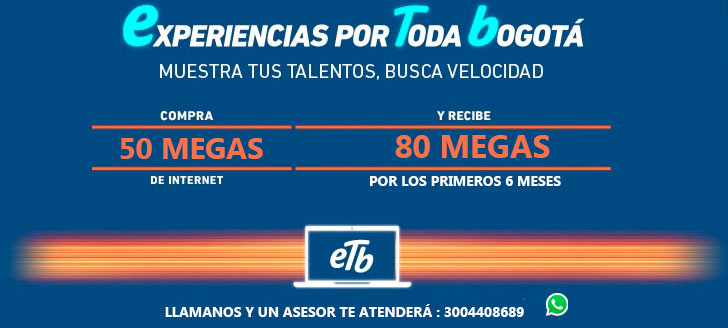 eXPERIENCIAS POR TODA bOGOTÁ
MUESTRA TUS TALENTOS, BUSCA VELOCIDAD
COMPRA
50 MEGAS
DE INTERNET
Y RECIBE
80 MEGAS
POR LOS PRIMEROS 6 MESES
eTb
LLAMANOS Y UN ASESOR TE ATENDERÁ : 3004408689